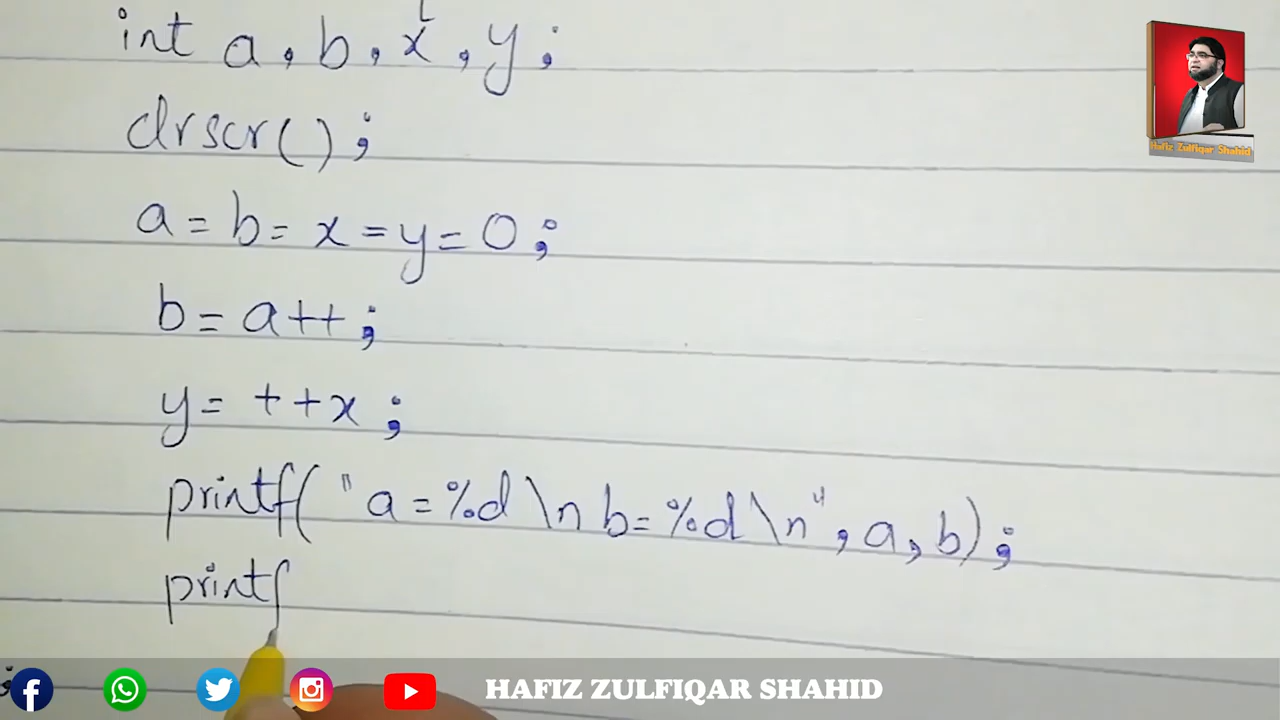 int a, b, x, y;
clrscr();
a = b = x = y = 0;
b = a++;
y = ++x;
printf("a=%d \n b=%d \n", a, b);
printf
Hafiz Zulfiqar Shahid
HAFIZ ZULFIQAR SHAHID